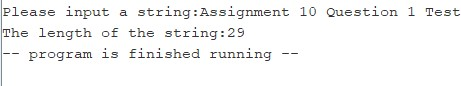 Please input a string:Assignment 10 Question 1 Test
The length of the string:29
-- program is finished running --